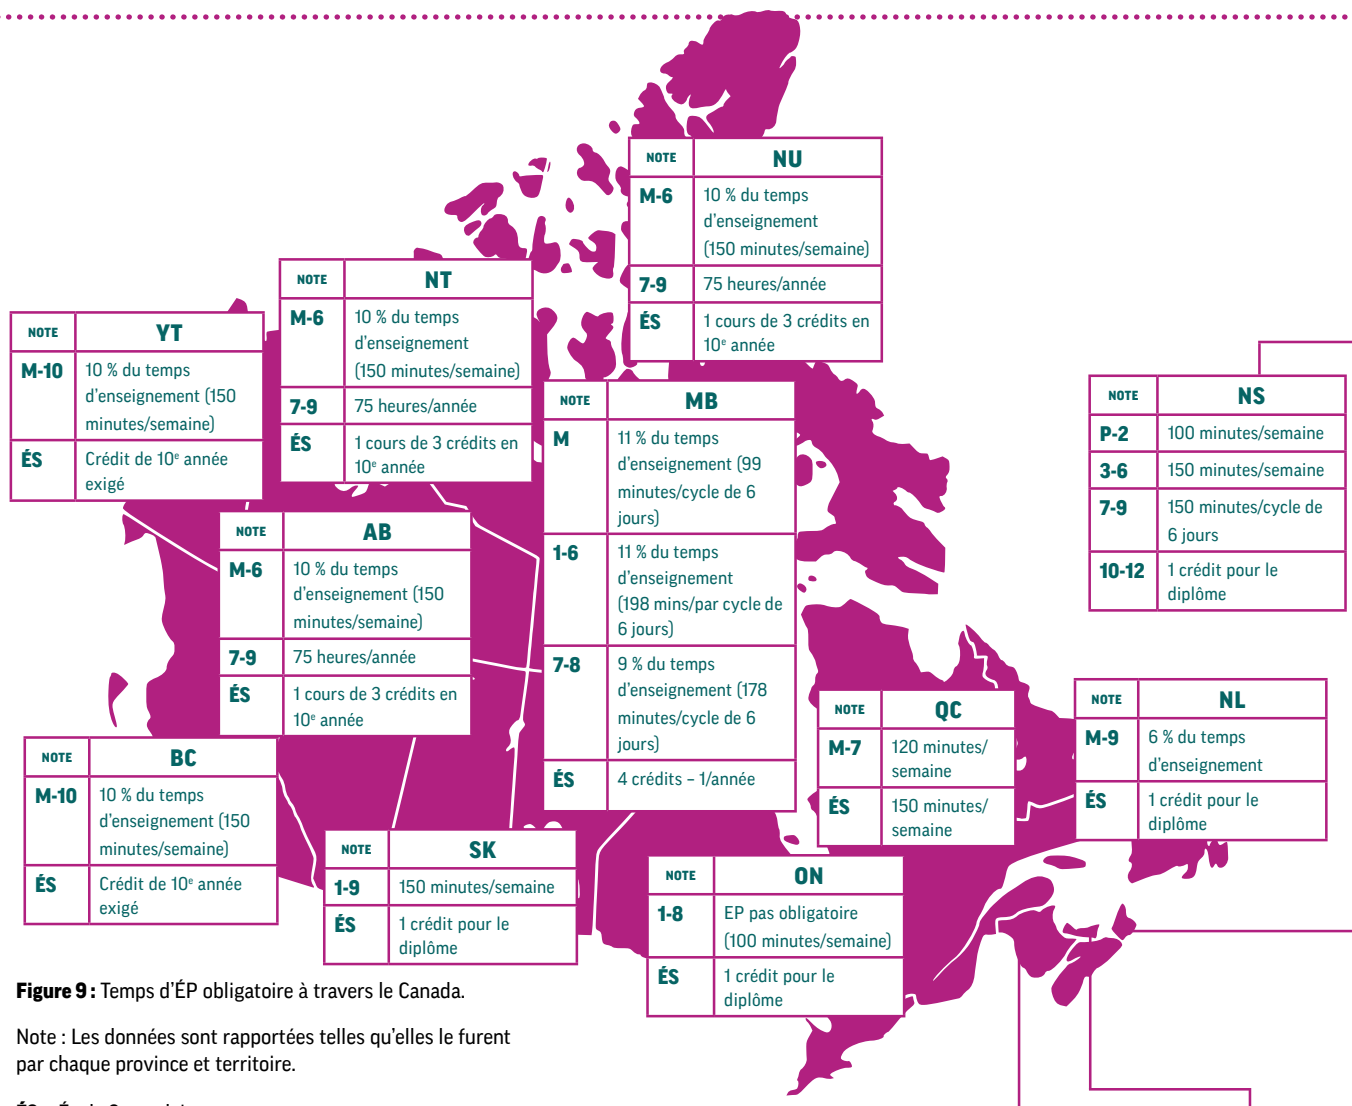 NOTE NU
M-6 10 % du temps
d'enseignement
(150 minutes/semaine)
7-9 75 heures/année
ÉS 1 cours de 3 crédits en
10e année
NOTE NT
M-6 10 % du temps
d'enseignement
(150 minutes/semaine)
7-9 75 heures/année
ÉS 1 cours de 3 crédits en
10e année
NOTE YT
M-10 10 % du temps
d'enseignement (150
minutes/semaine)
ÉS Crédit de 10e année
exigé
NOTE MB
M 11 % du temps
d'enseignement (99
minutes/cycle de 6
jours)
1-6 11 % du temps
d'enseignement
(198 mins/par cycle de
6 jours)
7-8 9 % du temps
d'enseignement (178
minutes/cycle de 6
jours)
ÉS 4 crédits – 1/année
NOTE NS
P-2 100 minutes/semaine
3-6 150 minutes/semaine
7-9 150 minutes/cycle de
6 jours
10-12 1 crédit pour le
diplôme
NOTE AB
M-6 10 % du temps
d'enseignement (150
minutes/semaine)
7-9 75 heures/année
ÉS 1 cours de 3 crédits en
10e année
NOTE QC
M-7 120 minutes/
semaine
ÉS 150 minutes/
semaine
NOTE NL
M-9 6 % du temps
d'enseignement
ÉS 1 crédit pour le
diplôme
NOTE BC
M-10 10 % du temps
d'enseignement (150
minutes/semaine)
ÉS Crédit de 10e année
exigé
NOTE SK
1-9 150 minutes/semaine
ÉS 1 crédit pour le
diplôme
NOTE ON
1-8 EP pas obligatoire
(100 minutes/semaine)
ÉS 1 crédit pour le
diplôme
Figure 9 : Temps d'ÉP obligatoire à travers le Canada.
Note : Les données sont rapportées telles qu'elles le furent
par chaque province et territoire.